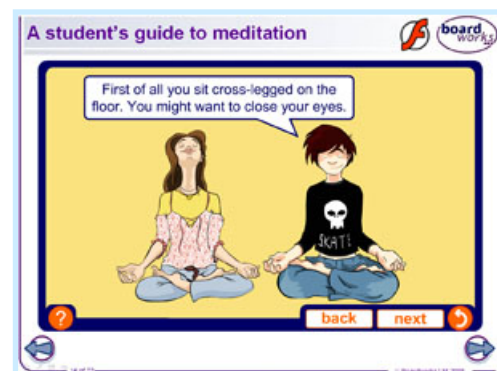 A student's guide to meditation
board
works
First of all you sit cross-legged on the
floor. You might want to close your eyes.
SKATE
?
back
next